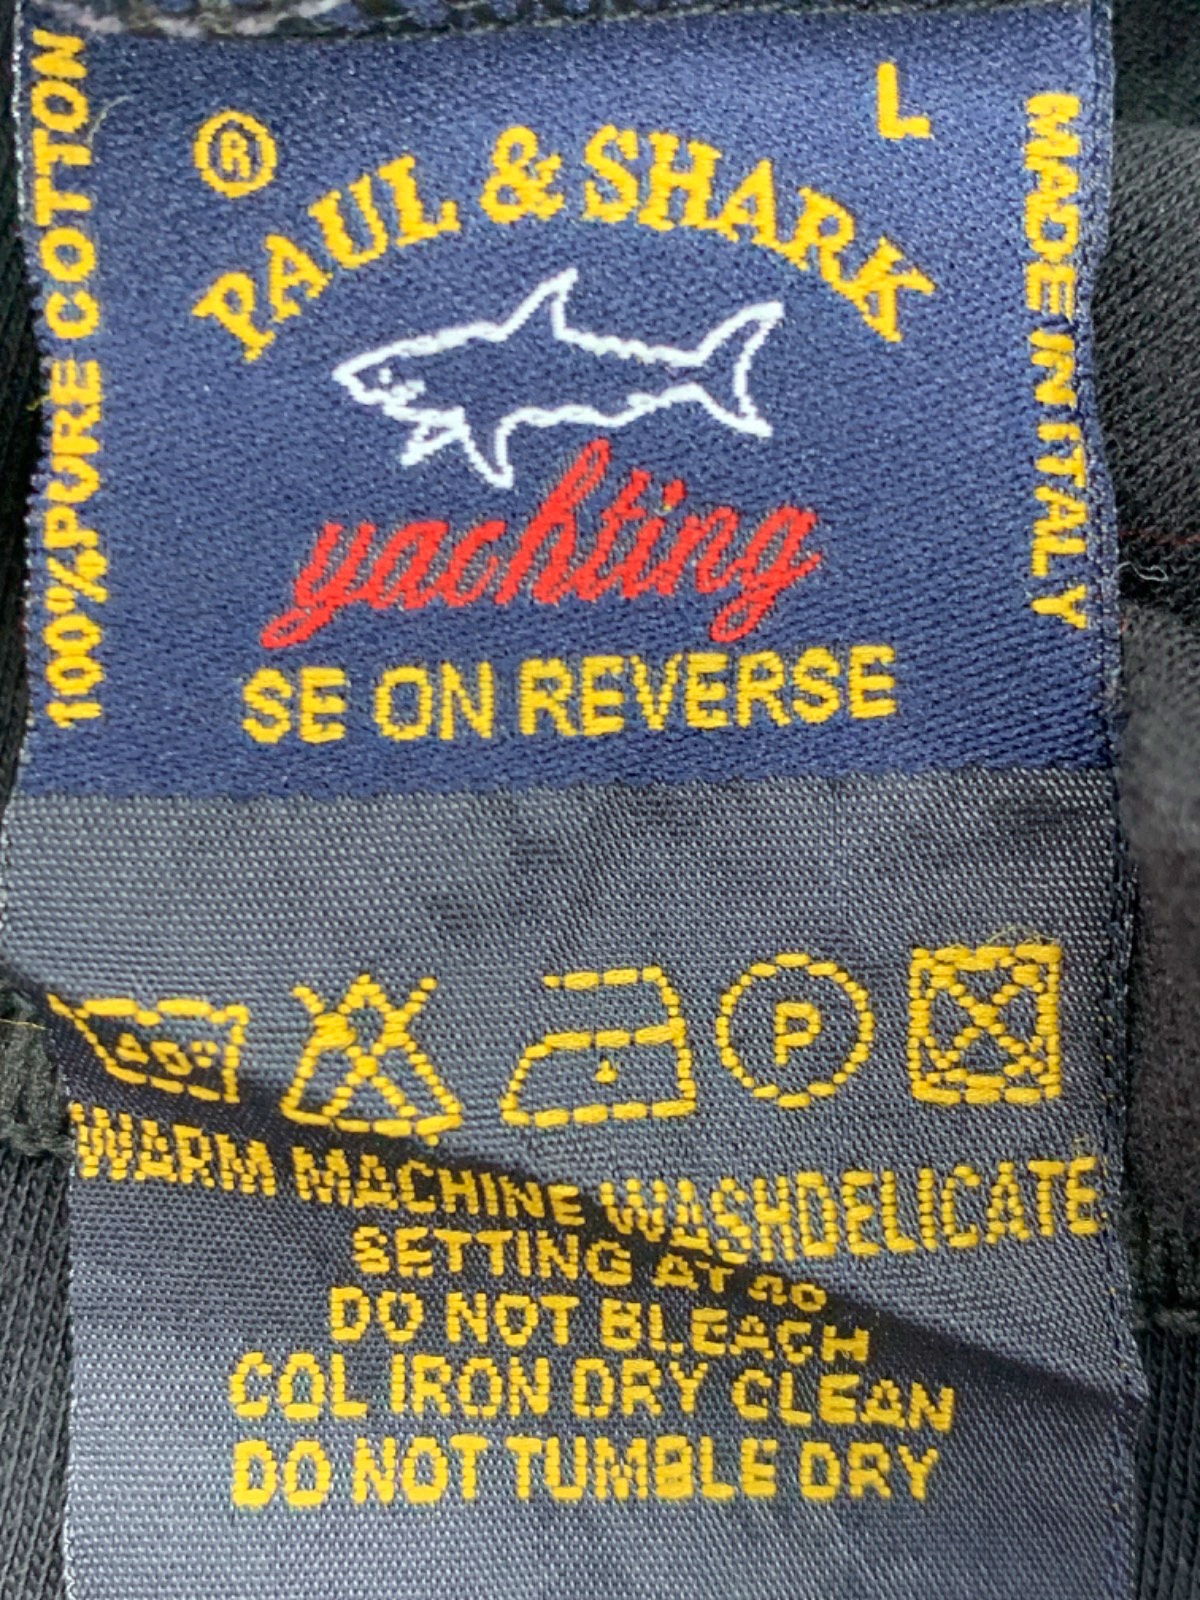 100% PURE COTTON
®
L
PAUL & SHARK
MADE IN ITALY
yachting
SE ON REVERSE
40°
P
WARM MACHINE WASHDELICATE
SETTING AT
DO NOT BLEACH
COL IRON DRY CLEAN
DO NOT TUMBLE DRY